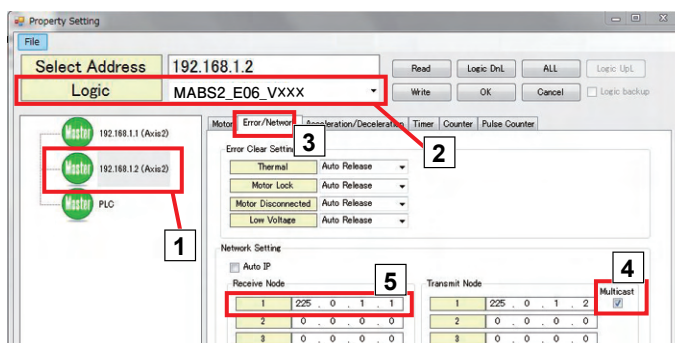 Property Setting
File
Select Address 192.168.1.2 Read Logic DnL ALL Logic UpL
Logic MABS2_E06_VXXX Write OK Cancel Logic backup
2
Master 192.168.1.1 (Axis2)
Master 192.168.1.2 (Axis2)
Master PLC
1
Motor Error/Network Acceleration/Deceleration Timer Counter Pulse Counter
3
Error Clear Setting
Thermal Auto Release
Motor Lock Auto Release
Motor Disconnected Auto Release
Low Voltage Auto Release
Network Setting
Auto IP
5
4
Receive Node Transmit Node Multicast
1 225 . 0 . 1 . 1 1 225 . 0 . 1 . 2
2 0 . 0 . 0 . 0 2 0 . 0 . 0 . 0
3 0 . 0 . 0 . 0 3 0 . 0 . 0 . 0